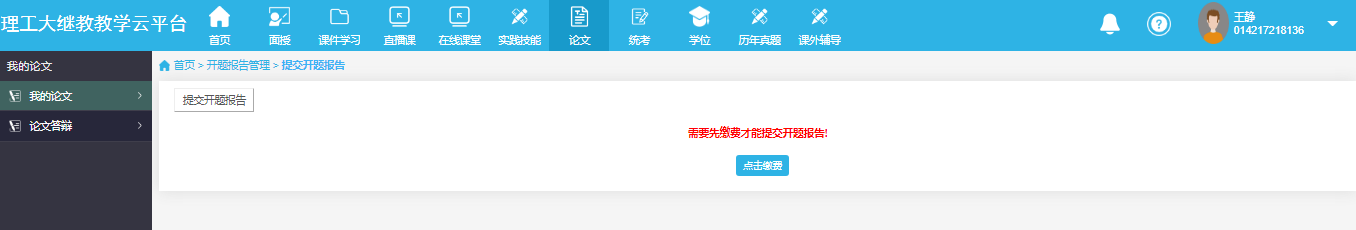 理工大继教教学云平台
首页
面授
课件学习
直播课
在线课堂
实践技能
论文
统考
学位
历年真题
课外辅导
王静
014217218136
我的论文
首页 > 开题报告管理 > 提交开题报告
我的论文
提交开题报告
论文答辩
需要先缴费才能提交开题报告!
点击缴费